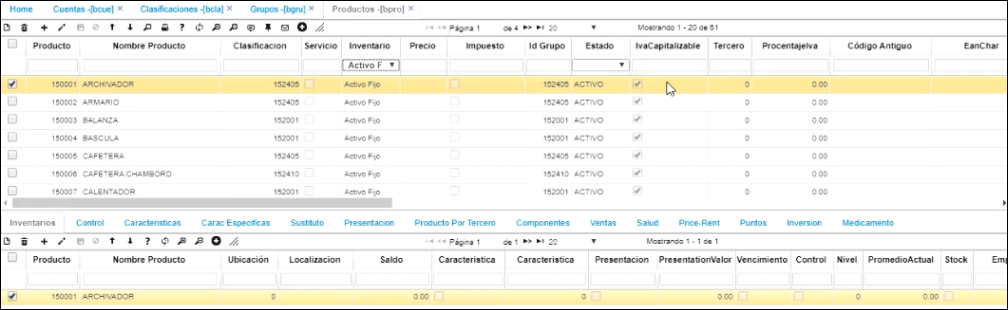 Home Cuentas -[bcue] × Clasificaciones -[bcla] × Grupos -[bgru] × Productos -[bpro] ×
Página 1 de 4 20 Mostrando 1 - 20 de 61
Producto Nombre Producto Clasificacion Servicio Inventario Precio Impuesto Id Grupo Estado IvaCapitalizable Tercero ProcentajeIva Código Antiguo EanChar
Activo F
150001 ARCHIVADOR 152405 Activo Fijo 152405 ACTIVO 0 0.00
150002 ARMARIO 152405 Activo Fijo 152405 ACTIVO 0 0.00
150003 BALANZA 152001 Activo Fijo 152001 ACTIVO 0 0.00
150004 BASCULA 152001 Activo Fijo 152001 ACTIVO 0 0.00
150005 CAFETERA 152405 Activo Fijo 152405 ACTIVO 0 0.00
150006 CAFETERA CHAMBORD 152410 Activo Fijo 152410 ACTIVO 0 0.00
150007 CALENTADOR 152001 Activo Fijo 152001 ACTIVO 0 0.00
Inventarios Control Caracteristicas Carac Especificas Sustituto Presentacion Producto Por Tercero Componentes Ventas Salud Price-Rent Puntos Inversion Medicamento
Página 1 de 1 20 Mostrando 1 - 1 de 1
Producto Nombre Producto Ubicación Localizacion Saldo Caracteristica Caracteristica Presentacion PresentationValor Vencimiento Control Nivel PromedioActual Stock Emp
150001 ARCHIVADOR 0 0.00 0 0.00 0 0.00